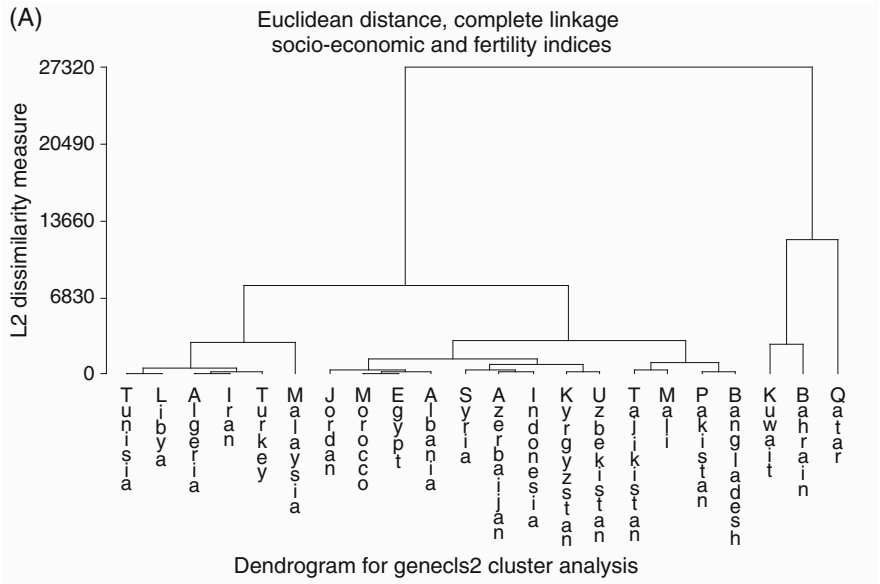 (A)
Euclidean distance, complete linkage
socio-economic and fertility indices
L2 dissimilarity measure
27320
20490
13660
6830
0
Tunisia
Libya
Algeria
Iran
Turkey
Malaysia
Jordan
Morocco
Egypt
Albania
Syria
Azerbaijan
Indonesia
Kyrgyzstan
Uzbekistan
Tajikistan
Mali
Pakistan
Bangladesh
Kuwait
Bahrain
Qatar
Dendrogram for genecls2 cluster analysis